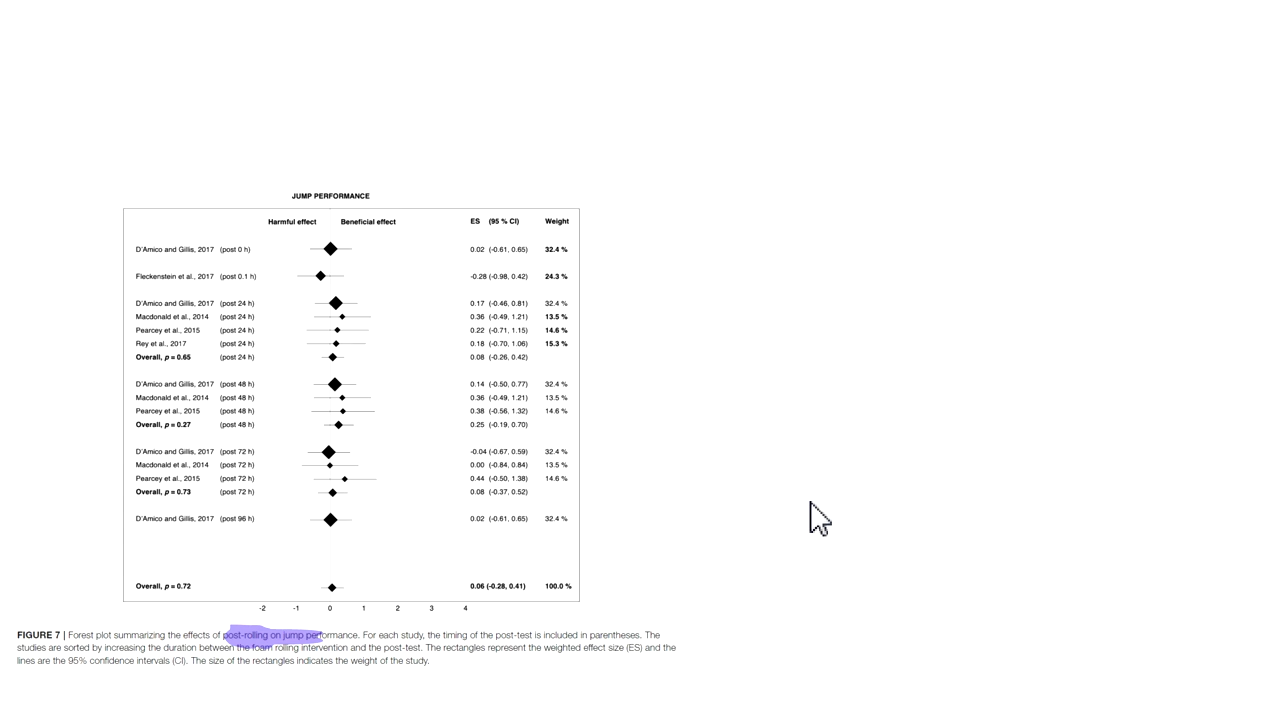 JUMP PERFORMANCE
Harmful effect Beneficial effect ES (95 % CI) Weight
D'Amico and Gillis, 2017 (post 0 h) 0.02 (-0.61, 0.65) 32.4 %
Fleckenstein et al., 2017 (post 0.1 h) -0.28 (-0.98, 0.42) 24.3 %
D'Amico and Gillis, 2017 (post 24 h) 0.17 (-0.46, 0.81) 32.4 %
Macdonald et al., 2014 (post 24 h) 0.36 (-0.49, 1.21) 13.5 %
Pearcey et al., 2015 (post 24 h) 0.22 (-0.71, 1.15) 14.6 %
Rey et al., 2017 (post 24 h) 0.18 (-0.70, 1.06) 15.3 %
Overall, p = 0.65 (post 24 h) 0.08 (-0.26, 0.42)
D'Amico and Gillis, 2017 (post 48 h) 0.14 (-0.50, 0.77) 32.4 %
Macdonald et al., 2014 (post 48 h) 0.36 (-0.49, 1.21) 13.5 %
Pearcey et al., 2015 (post 48 h) 0.38 (-0.56, 1.32) 14.6 %
Overall, p = 0.27 (post 48 h) 0.25 (-0.19, 0.70)
D'Amico and Gillis, 2017 (post 72 h) -0.04 (-0.67, 0.59) 32.4 %
Macdonald et al., 2014 (post 72 h) 0.00 (-0.84, 0.84) 13.5 %
Pearcey et al., 2015 (post 72 h) 0.44 (-0.50, 1.38) 14.6 %
Overall, p = 0.73 (post 72 h) 0.08 (-0.37, 0.52)
D'Amico and Gillis, 2017 (post 96 h) 0.02 (-0.61, 0.65) 32.4 %
Overall, p = 0.72 0.06 (-0.28, 0.41) 100.0 %
-2 -1 0 1 2 3 4
FIGURE 7 | Forest plot summarizing the effects of post-rolling on jump performance. For each study, the timing of the post-test is included in parentheses. The
studies are sorted by increasing the duration between the foam rolling intervention and the post-test. The rectangles represent the weighted effect size (ES) and the
lines are the 95% confidence intervals (CI). The size of the rectangles indicates the weight of the study.